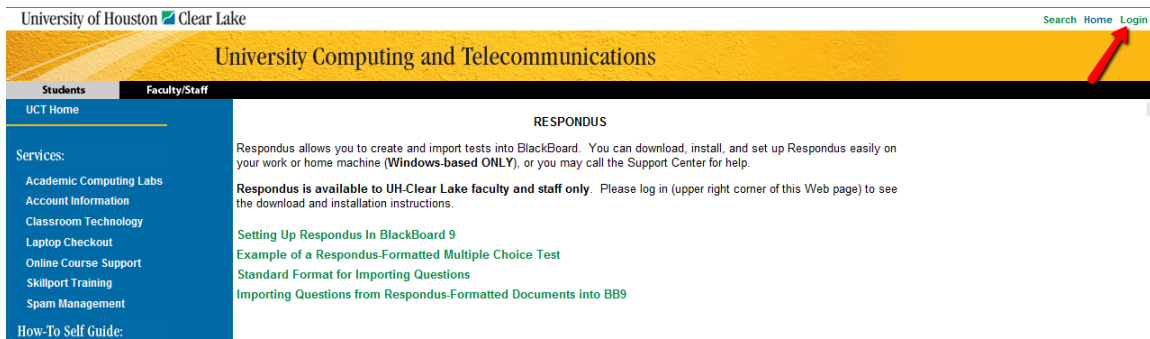 University of Houston Clear Lake
Search Home Login
University Computing and Telecommunications
Students Faculty/Staff
UCT Home
Services:
Academic Computing Labs
Account Information
Classroom Technology
Laptop Checkout
Online Course Support
Skillport Training
Spam Management
How-To Self Guide:
RESPONDUS
Respondus allows you to create and import tests into BlackBoard. You can download, install, and set up Respondus easily on
your work or home machine (Windows-based ONLY), or you may call the Support Center for help.
Respondus is available to UH-Clear Lake faculty and staff only. Please log in (upper right corner of this Web page) to see
the download and installation instructions.
Setting Up Respondus In BlackBoard 9
Example of a Respondus-Formatted Multiple Choice Test
Standard Format for Importing Questions
Importing Questions from Respondus-Formatted Documents into BB9